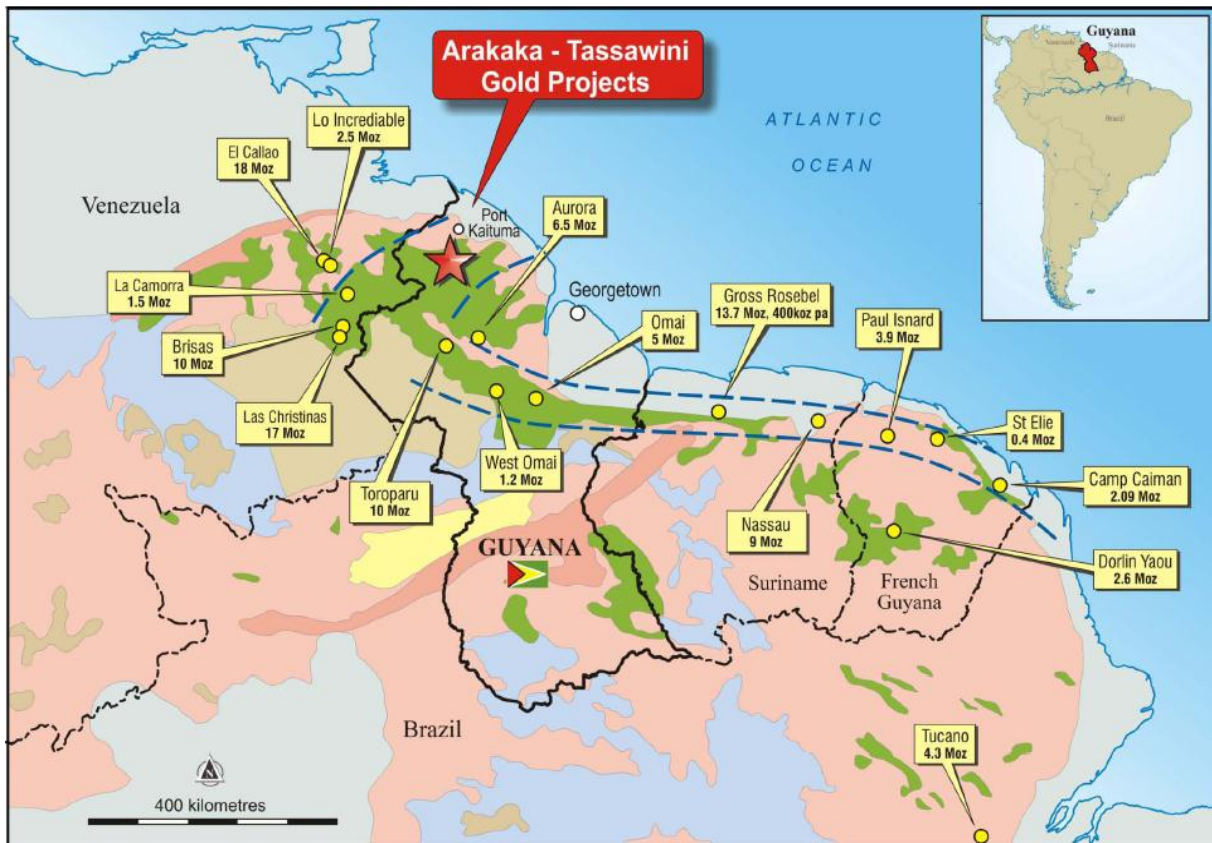 Arakaka - Tassawini
Gold Projects
Guyana
Venezuela
Suriname
Brazil
ATLANTIC
OCEAN
Lo Incrediable
2.5 Moz
El Callao
18 Moz
Venezuela
Port
Kaituma
Aurora
6.5 Moz
La Camorra
1.5 Moz
Georgetown
Gross Rosebel
13.7 Moz, 400koz pa
Paul Isnard
3.9 Moz
Omai
5 Moz
Brisas
10 Moz
Las Christinas
17 Moz
St Elie
0.4 Moz
West Omai
1.2 Moz
Toroparu
10 Moz
Camp Caiman
2.09 Moz
Nassau
9 Moz
GUYANA
Dorlin Yaou
2.6 Moz
Suriname
French
Guyana
Brazil
Tucano
4.3 Moz
N
400 kilometres